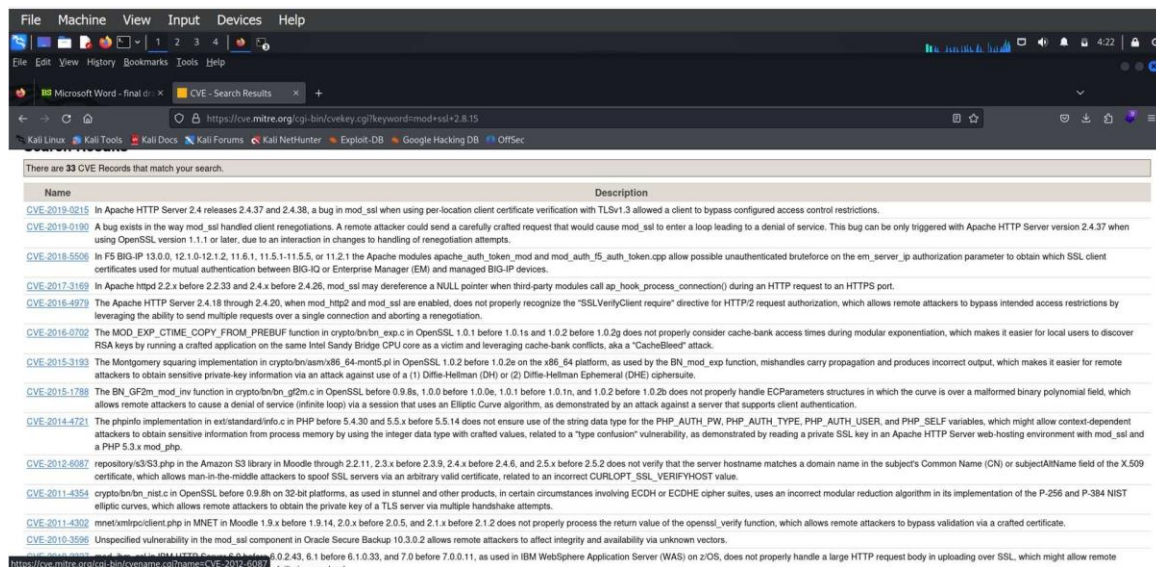 File Machine View Input Devices Help
1 2 3 4 4:22
File Edit View History Bookmarks Tools Help
Microsoft Word - final dr CVE - Search Results
https://cve.mitre.org/cgi-bin/cvekey.cgi?keyword=mod+ssl+2.8.15
Kali Linux Kali Tools Kali Docs Kali Forums Kali NetHunter Exploit-DB Google Hacking DB OffSec
There are 33 CVE Records that match your search.
Name Description
CVE-2019-0215 In Apache HTTP Server 2.4 releases 2.4.37 and 2.4.38, a bug in mod_ssl when using per-location client certificate verification with TLSv1.3 allowed a client to bypass configured access control restrictions.
CVE-2019-0190 A bug exists in the way mod_ssl handled client renegotiations. A remote attacker could send a carefully crafted request that would cause mod_ssl to enter a loop leading to a denial of service. This bug can be only triggered with Apache HTTP Server version 2.4.37 when
using OpenSSL version 1.1.1 or later, due to an interaction in changes to handling of renegotiation attempts.
CVE-2018-5506 In F5 BIG-IP 13.0.0, 12.1.0-12.1.2, 11.6.1, 11.5.1-11.5.5, or 11.2.1 the Apache modules apache_auth_token_mod and mod_auth_f5_auth_token.cpp allow possible unauthenticated bruteforce on the em_server_ip authorization parameter to obtain which SSL client
certificates used for mutual authentication between BIG-IQ or Enterprise Manager (EM) and managed BIG-IP devices.
CVE-2017-3169 In Apache httpd 2.2.x before 2.2.33 and 2.4.x before 2.4.26, mod_ssl may dereference a NULL pointer when third-party modules call ap_hook_process_connection() during an HTTP request to an HTTPS port.
CVE-2016-4979 The Apache HTTP Server 2.4.18 through 2.4.20, when mod_http2 and mod_ssl are enabled, does not properly recognize the "SSLVerifyClient require" directive for HTTP/2 request authorization, which allows remote attackers to bypass intended access restrictions by
leveraging the ability to send multiple requests over a single connection and aborting a renegotiation.
CVE-2016-0702 The MOD_EXP_CTIME_COPY_FROM_PREBUF function in crypto/bn/bn_exp.c in OpenSSL 1.0.1 before 1.0.1s and 1.0.2 before 1.0.2g does not properly consider cache-bank access times during modular exponentiation, which makes it easier for local users to discover
RSA keys by running a crafted application on the same Intel Sandy Bridge CPU core as a victim and leveraging cache-bank conflicts, aka a "CacheBleed" attack.
CVE-2015-3193 The Montgomery squaring implementation in crypto/bn/asm/x86_64-mont5.pl in OpenSSL 1.0.2 before 1.0.2e on the x86_64 platform, as used by the BN_mod_exp function, mishandles carry propagation and produces incorrect output, which makes it easier for remote
attackers to obtain sensitive private-key information via an attack against use of a (1) Diffie-Hellman (DH) or (2) Diffie-Hellman Ephemeral (DHE) ciphersuite.
CVE-2015-1788 The BN_GF2m_mod_inv function in crypto/bn/bn_gf2m.c in OpenSSL before 0.9.8s, 1.0.0 before 1.0.0e, 1.0.1 before 1.0.1n, and 1.0.2 before 1.0.2b does not properly handle ECParameters structures in which the curve is over a malformed binary polynomial field, which
allows remote attackers to cause a denial of service (infinite loop) via a session that uses an Elliptic Curve algorithm, as demonstrated by an attack against a server that supports client authentication.
CVE-2014-4721 The phpinfo implementation in ext/standard/info.c in PHP before 5.4.30 and 5.5.x before 5.5.14 does not ensure use of the string data type for the PHP_AUTH_PW, PHP_AUTH_TYPE, PHP_AUTH_USER, and PHP_SELF variables, which might allow context-dependent
attackers to obtain sensitive information from process memory by using the integer data type with crafted values, related to a "type confusion" vulnerability, as demonstrated by reading a private SSL key in an Apache HTTP Server web-hosting environment with mod_ssl and
a PHP 5.3.x mod_php.
CVE-2012-6087 repository/s3/S3.php in the Amazon S3 library in Moodle through 2.2.11, 2.3.x before 2.3.9, 2.4.x before 2.4.6, and 2.5.x before 2.5.2 does not verify that the server hostname matches a domain name in the subject's Common Name (CN) or subjectAltName field of the X.509
certificate, which allows man-in-the-middle attackers to spoof SSL servers via an arbitrary valid certificate, related to an incorrect CURLOPT_SSL_VERIFYHOST value.
CVE-2011-4354 crypto/bn/bn_nist.c in OpenSSL before 0.9.8h on 32-bit platforms, as used in stunnel and other products, in certain circumstances involving ECDH or ECDHE cipher suites, uses an incorrect modular reduction algorithm in its implementation of the P-256 and P-384 NIST
elliptic curves, which allows remote attackers to obtain the private key of a TLS server via multiple handshake attempts.
CVE-2011-4302 mnet/xmlrpc/client.php in MNET in Moodle 1.9.x before 1.9.14, 2.0.x before 2.0.5, and 2.1.x before 2.1.2 does not properly process the return value of the openssl_verify function, which allows remote attackers to bypass validation via a crafted certificate.
CVE-2010-3596 Unspecified vulnerability in the mod_ssl component in Oracle Secure Backup 10.3.0.2 allows remote attackers to affect integrity and availability via unknown vectors.
6.0.2.43, 6.1 before 6.1.0.33, and 7.0 before 7.0.0.11, as used in IBM WebSphere Application Server (WAS) on z/OS, does not properly handle a large HTTP request body in uploading over SSL, which might allow remote
https://cve.mitre.org/cgi-bin/cvename.cgi?name=CVE-2012-6087